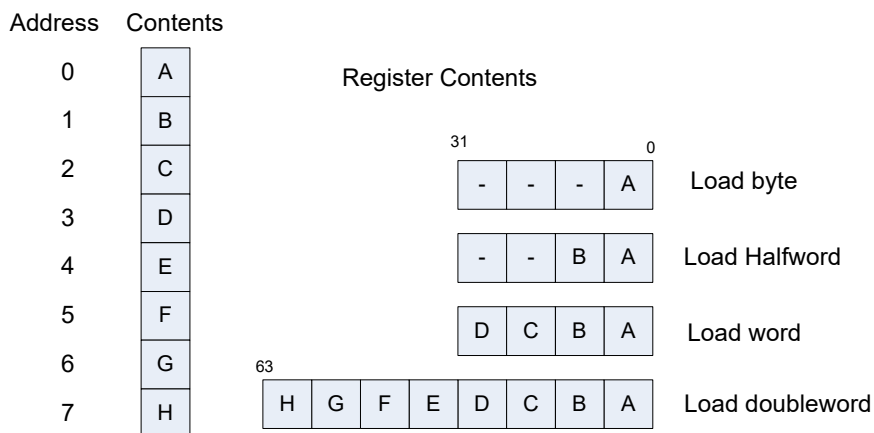 Address Contents
0 A
Register Contents
1 B
31 0
2 C
- - - A Load byte
3 D
4 E
- - B A Load Halfword
5 F
D C B A Load word
6 G
63
7 H
H G F E D C B A Load doubleword